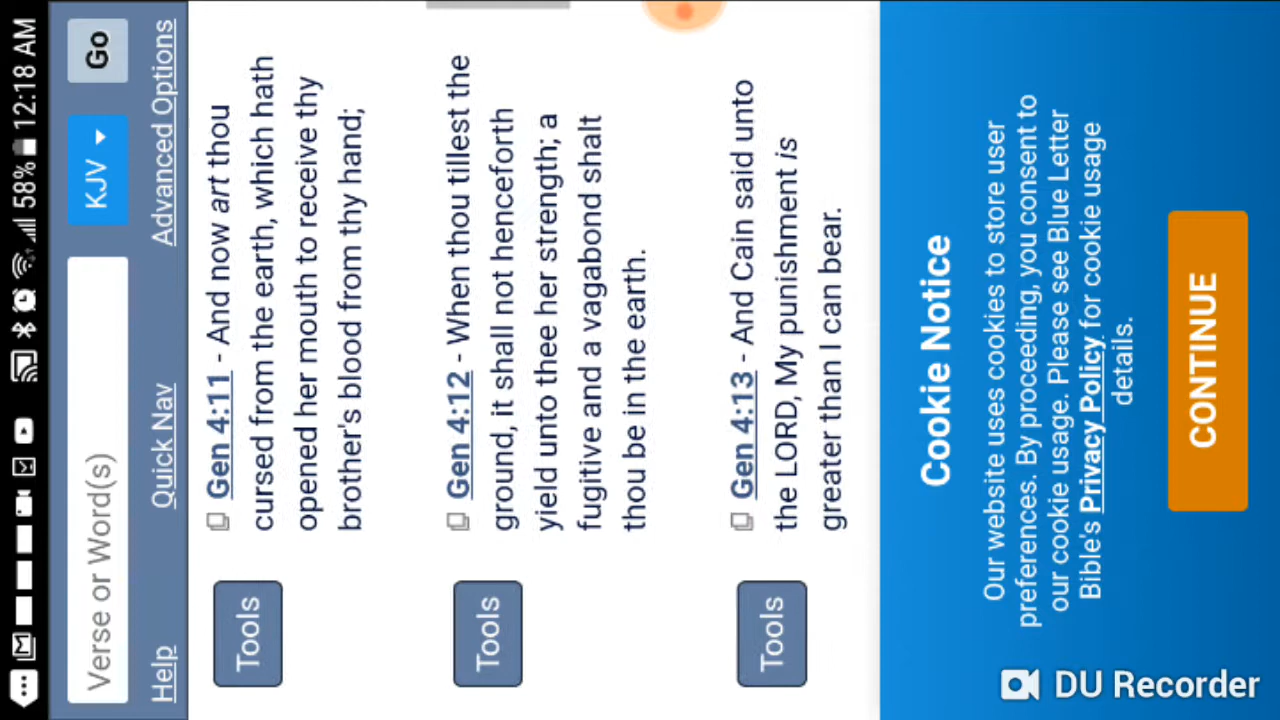 58% 12:18 AM
Verse or Word(s)
KJV
Go
Help
Quick Nav
Advanced Options
Tools
Gen 4:11 - And now art thou
cursed from the earth, which hath
opened her mouth to receive thy
brother's blood from thy hand;
Tools
Gen 4:12 - When thou tillest the
ground, it shall not henceforth
yield unto thee her strength; a
fugitive and a vagabond shalt
thou be in the earth.
Tools
Gen 4:13 - And Cain said unto
the LORD, My punishment is
greater than I can bear.
Cookie Notice
Our website uses cookies to store user
preferences. By proceeding, you consent to
our cookie usage. Please see Blue Letter
Bible's Privacy Policy for cookie usage
details.
CONTINUE
DU Recorder